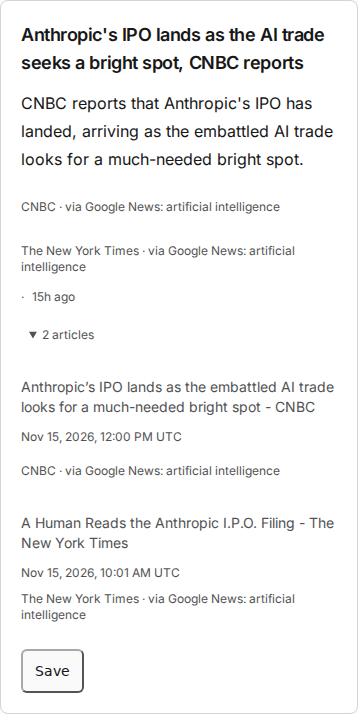 Anthropic's IPO lands as the AI trade
seeks a bright spot, CNBC reports
CNBC reports that Anthropic's IPO has
landed, arriving as the embattled AI trade
looks for a much-needed bright spot.
CNBC · via Google News: artificial intelligence
The New York Times · via Google News: artificial
intelligence
· 15h ago
▼ 2 articles
Anthropic’s IPO lands as the embattled AI trade
looks for a much-needed bright spot - CNBC
Nov 15, 2026, 12:00 PM UTC
CNBC · via Google News: artificial intelligence
A Human Reads the Anthropic I.P.O. Filing - The
New York Times
Nov 15, 2026, 10:01 AM UTC
The New York Times · via Google News: artificial
intelligence
Save